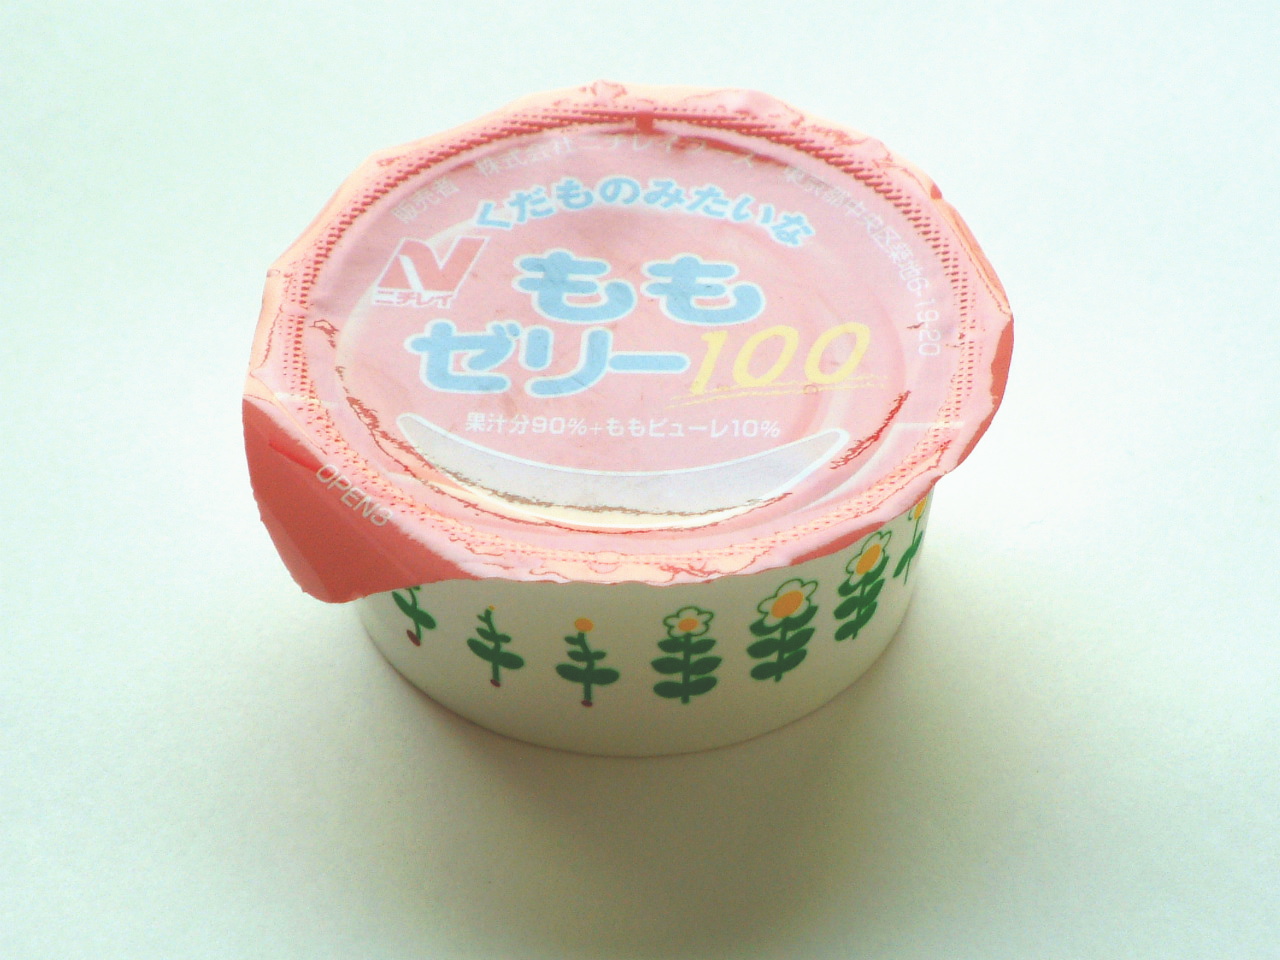 販売者 株式会社ニチレイフーズ 東京都中央区築地6-19-20
くだものみたいな
ニチレイ
もも
ゼリー100
果汁分90%+ももピューレ10%
OPEN3